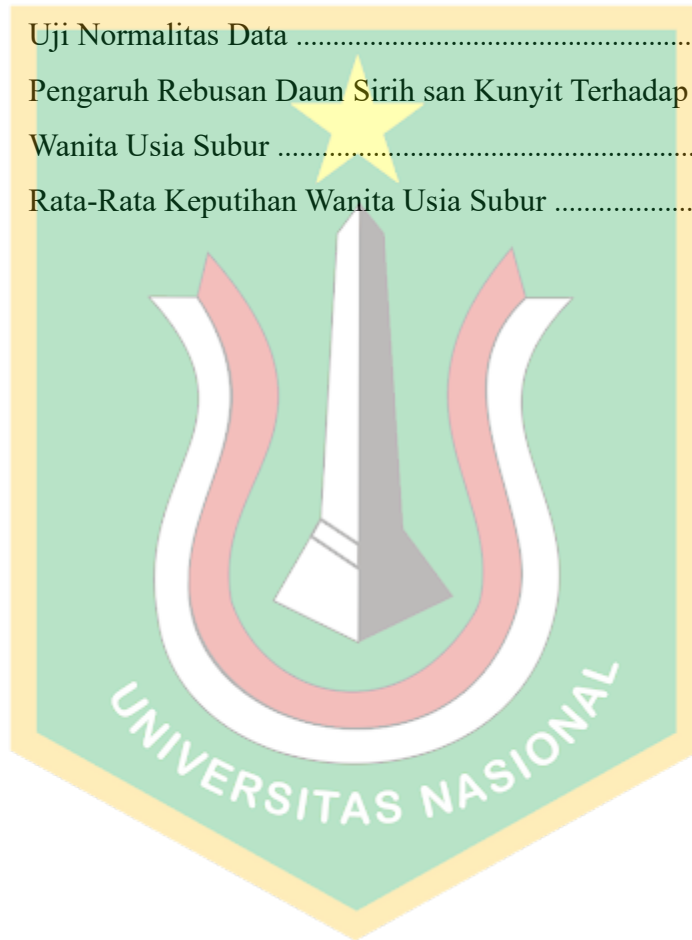 Uji Normalitas Data ................................................
Pengaruh Rebusan Daun Sirih san Kunyit Terhadap
Wanita Usia Subur ..................................................
Rata-Rata Keputihan Wanita Usia Subur .................
UNIVERSITAS NASIONAL